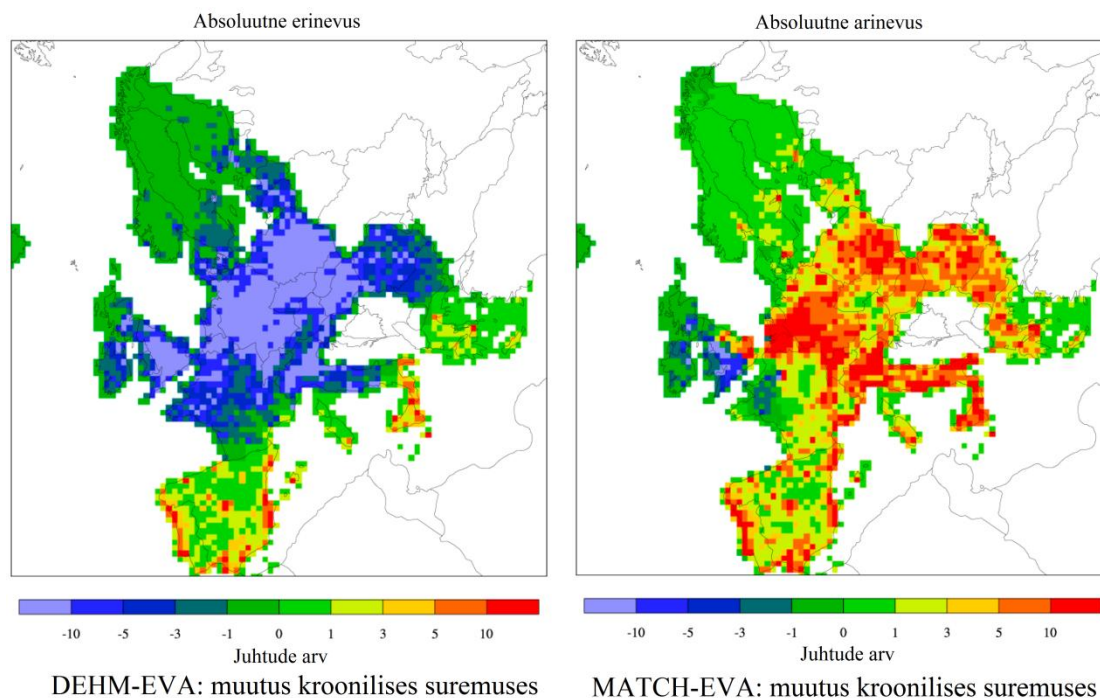 Absoluutne erinevus
Absoluutne arinevus
-10 -5 -3 -1 0 1 3 5 10
-10 -5 -3 -1 0 1 3 5 10
Juhtude arv
Juhtude arv
DEHM-EVA: muutus kroonilises suremuses
MATCH-EVA: muutus kroonilises suremuses